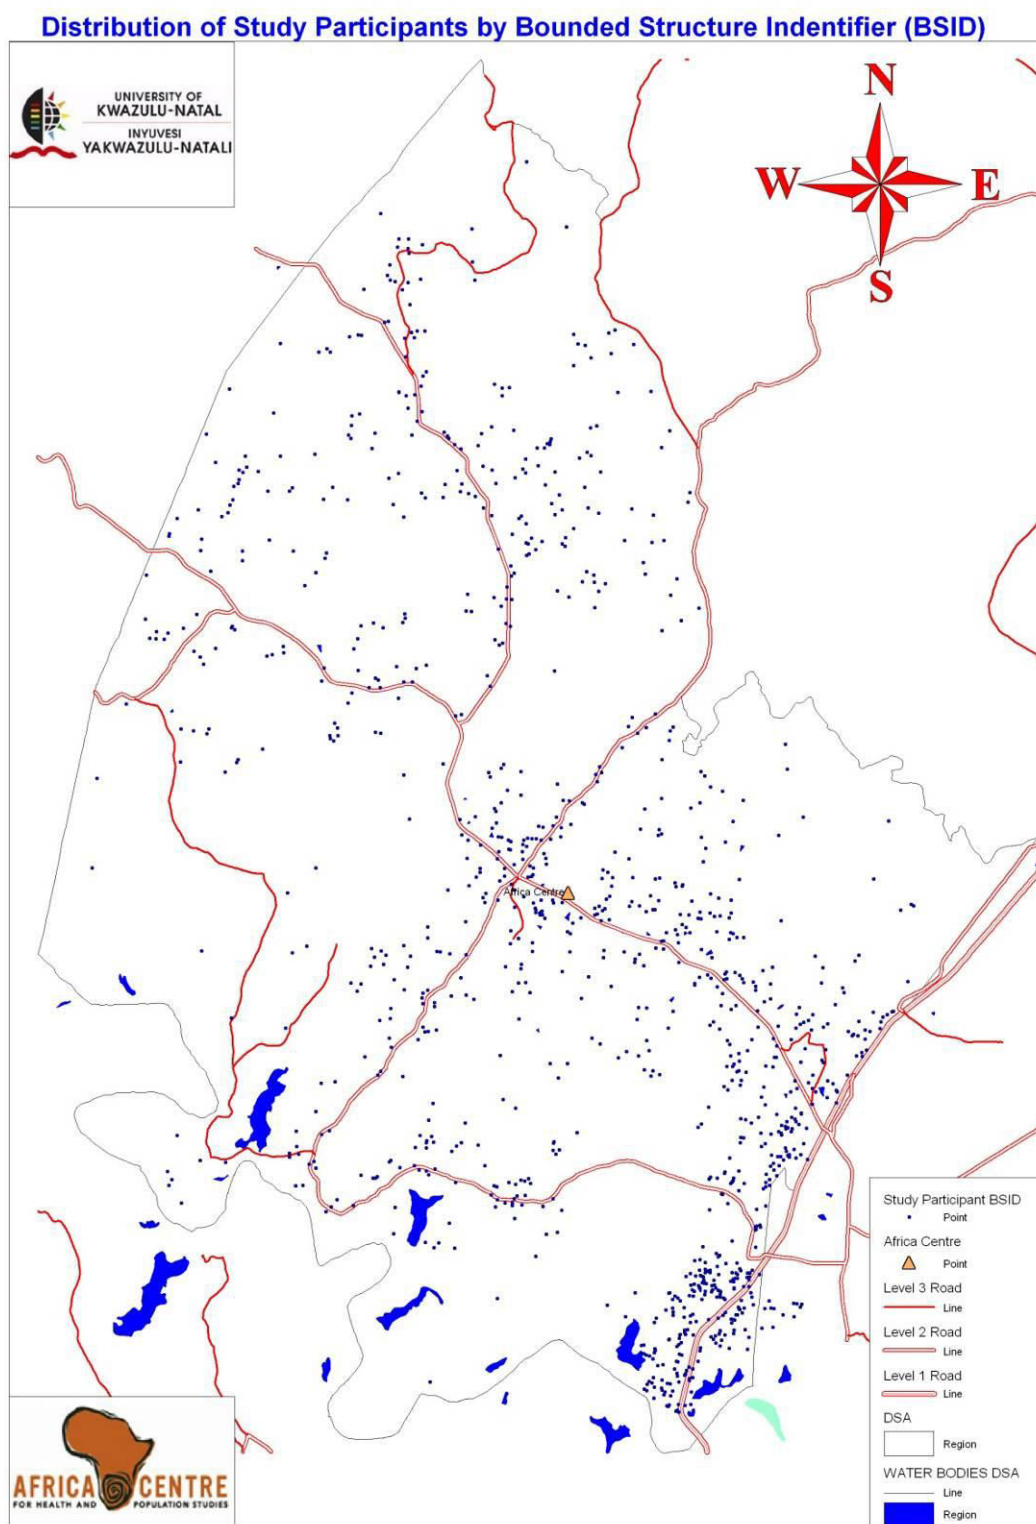 Distribution of Study Participants by Bounded Structure Indentifier (BSID)
UNIVERSITY OF
KWAZULU-NATAL
INYUVESI
YAKWAZULU-NATALI
N
W
E
S
Africa Centre
Study Participant BSID
Point
Africa Centre
Point
Level 3 Road
Line
Level 2 Road
Line
Level 1 Road
Line
DSA
Region
WATER BODIES DSA
Line
Region
AFRICA CENTRE
FOR HEALTH AND POPULATION STUDIES